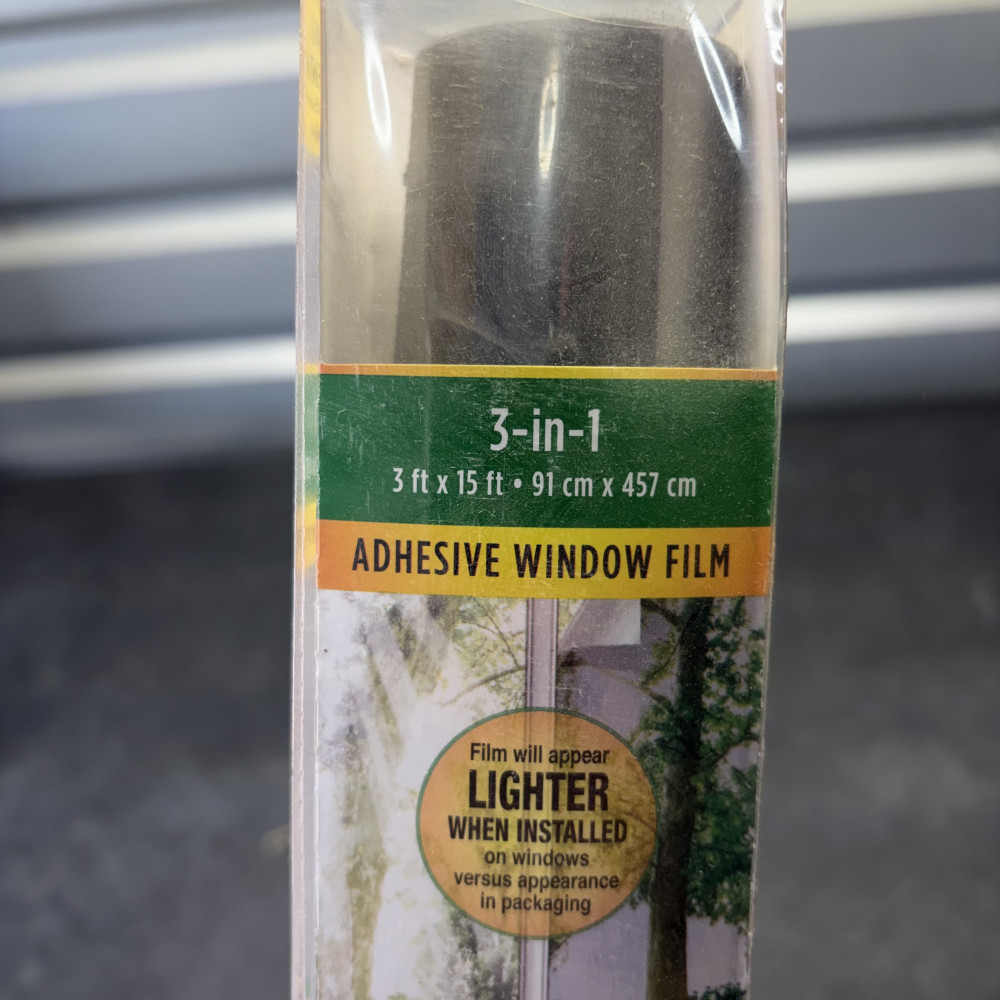 3-in-1
3 ft x 15 ft • 91 cm x 457 cm
ADHESIVE WINDOW FILM
Film will appear
LIGHTER
WHEN INSTALLED
on windows
versus appearance
in packaging